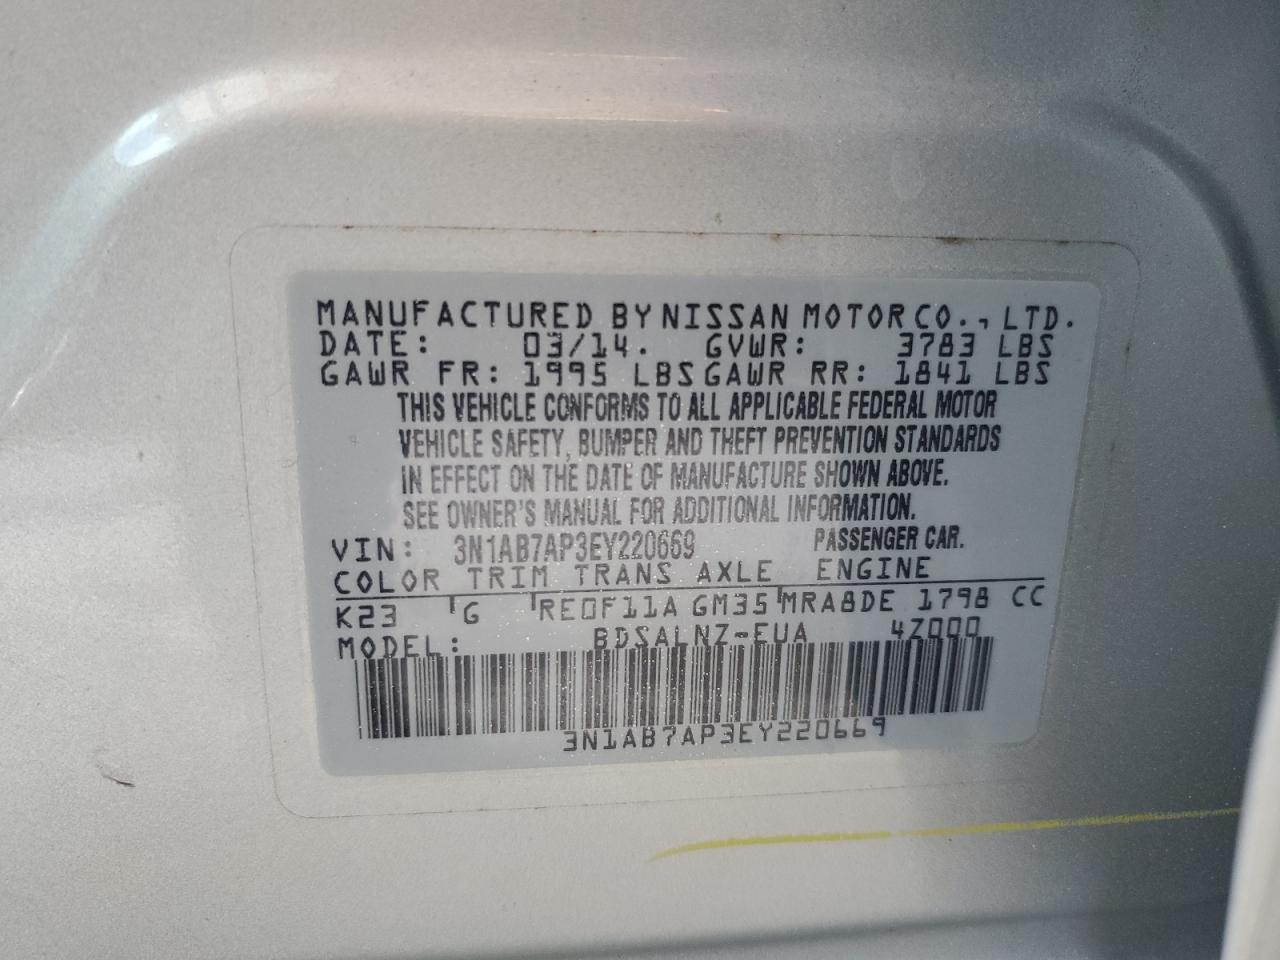 MANUFACTURED BY NISSAN MOTOR CO., LTD.
DATE: 03/14. GVWR: 3783 LBS
GAWR FR: 1995 LBS GAWR RR: 1841 LBS
THIS VEHICLE CONFORMS TO ALL APPLICABLE FEDERAL MOTOR
VEHICLE SAFETY, BUMPER AND THEFT PREVENTION STANDARDS
IN EFFECT ON THE DATE OF MANUFACTURE SHOWN ABOVE.
SEE OWNER'S MANUAL FOR ADDITIONAL INFORMATION.
VIN: 3N1AB7AP3EY220669 PASSENGER CAR.
COLOR TRIM TRANS AXLE ENGINE
K23 G RE0F11A GM35 MRA8DE 1798 CC
MODEL: BDSALNZ-EUA 4Z000
3N1AB7AP3EY220669